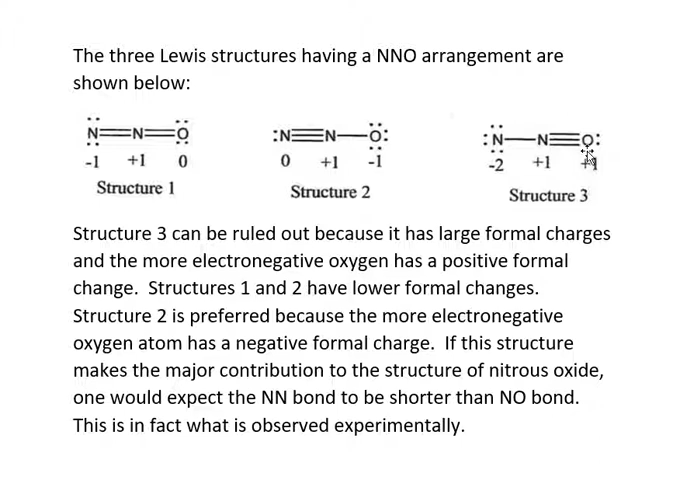 The three Lewis structures having a NNO arrangement are
shown below:
N=N=O :N≡N—O: :N—N≡O:
-1 +1 0 0 +1 -1 -2 +1 +1
Structure 1 Structure 2 Structure 3
Structure 3 can be ruled out because it has large formal charges
and the more electronegative oxygen has a positive formal
change. Structures 1 and 2 have lower formal changes.
Structure 2 is preferred because the more electronegative
oxygen atom has a negative formal charge. If this structure
makes the major contribution to the structure of nitrous oxide,
one would expect the NN bond to be shorter than NO bond.
This is in fact what is observed experimentally.